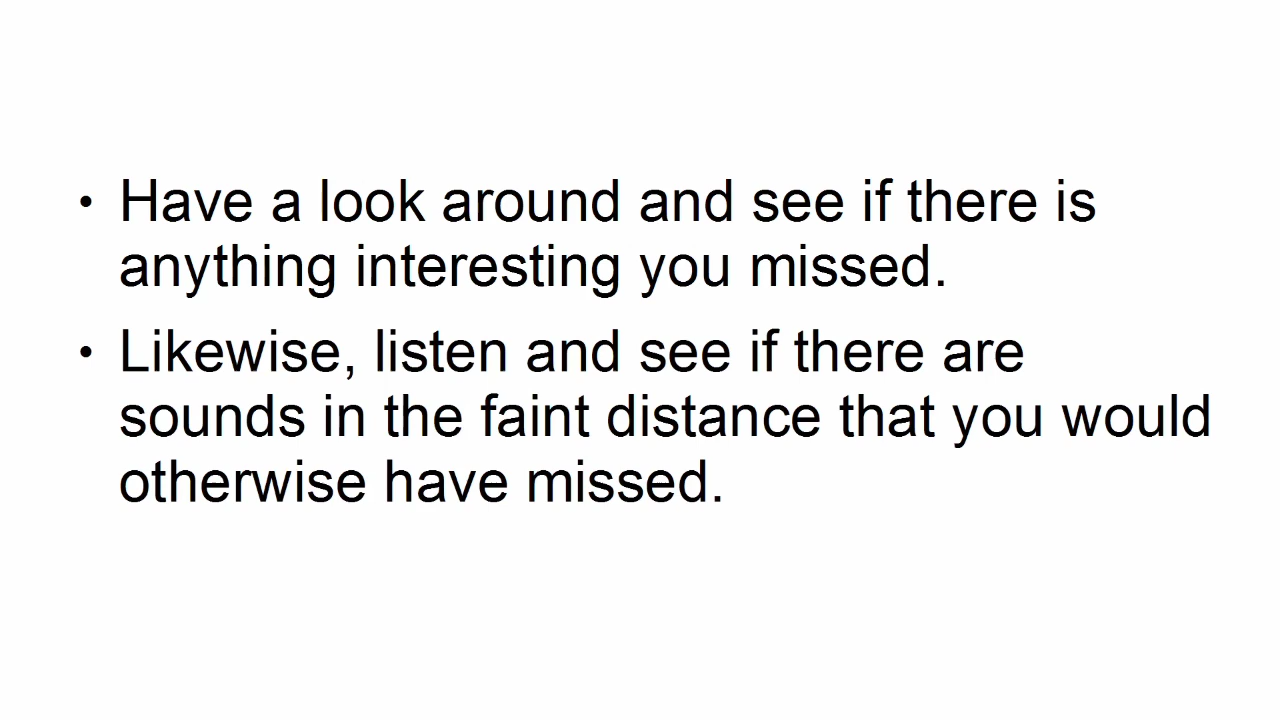 • Have a look around and see if there is
anything interesting you missed.
• Likewise, listen and see if there are
sounds in the faint distance that you would
otherwise have missed.